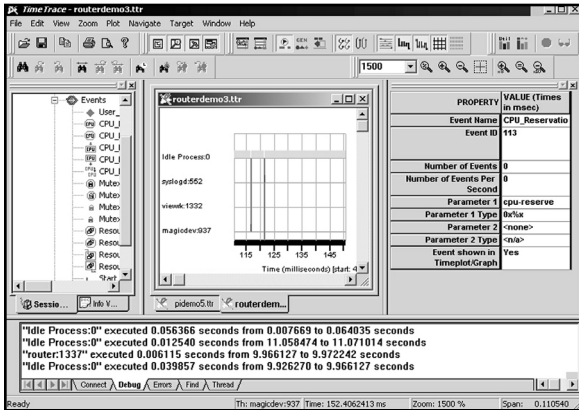 TimeTrace - routerdemo3.ttr
File Edit View Zoom Plot Navigate Target Window Help
1500
Events
User_
CPU_I
CPU_I
CPU_I
CPU_I
Mutex
Mutex
Mutex
Mutex
Resou
Resou
Resou
Start
Sessio...
Info V...
routerdemo3.ttr
Idle Process:0
syslogd:552
viewrk:1332
magicdev:937
115 125 135 145
Time (milliseconds) [start: 4
pidemo5.ttr
routerdem...
PROPERTY VALUE (Times in msec)
Event Name CPU_Reservatio
Event ID 113
Number of Events 0
Number of Events Per Second 0
Parameter 1 cpu-reserve
Parameter 1 Type 0x%x
Parameter 2 <none>
Parameter 2 Type <n/a>
Event shown in Timeplot/Graph Yes
"Idle Process:0" executed 0.056366 seconds from 0.007669 to 0.064035 seconds
"Idle Process:0" executed 0.012540 seconds from 11.058474 to 11.071014 seconds
"router:1337" executed 0.006115 seconds from 9.966127 to 9.972242 seconds
"Idle Process:0" executed 0.039857 seconds from 9.926270 to 9.966127 seconds
Connect Debug Errors Find Thread
Ready Th: magicdev:937 Time: 152.4062413 ms Zoom: 1500 % Span: 0.110540